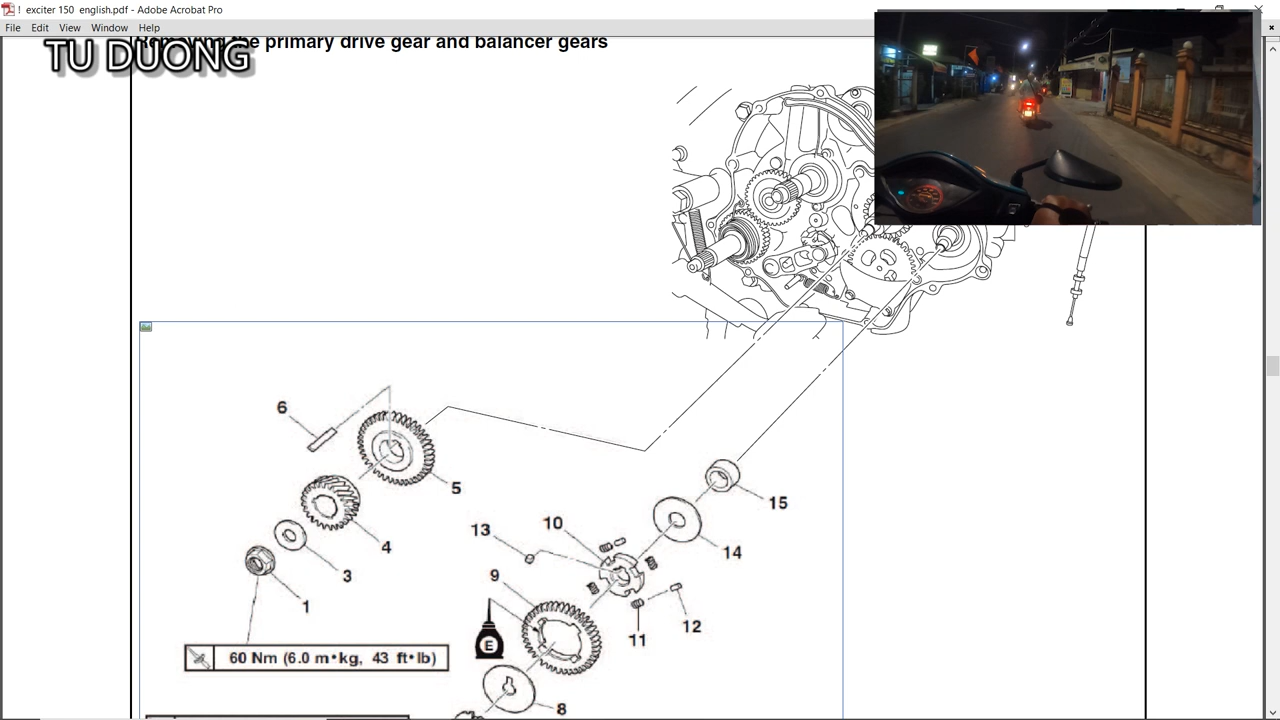 ! exciter 150 english.pdf - Adobe Acrobat Pro
File Edit View Window Help
Removing the primary drive gear and balancer gears
TU DUONG
6
5
4
3
1
60 Nm (6.0 m•kg, 43 ft•lb)
15
14
10
13
9
12
11
E
8